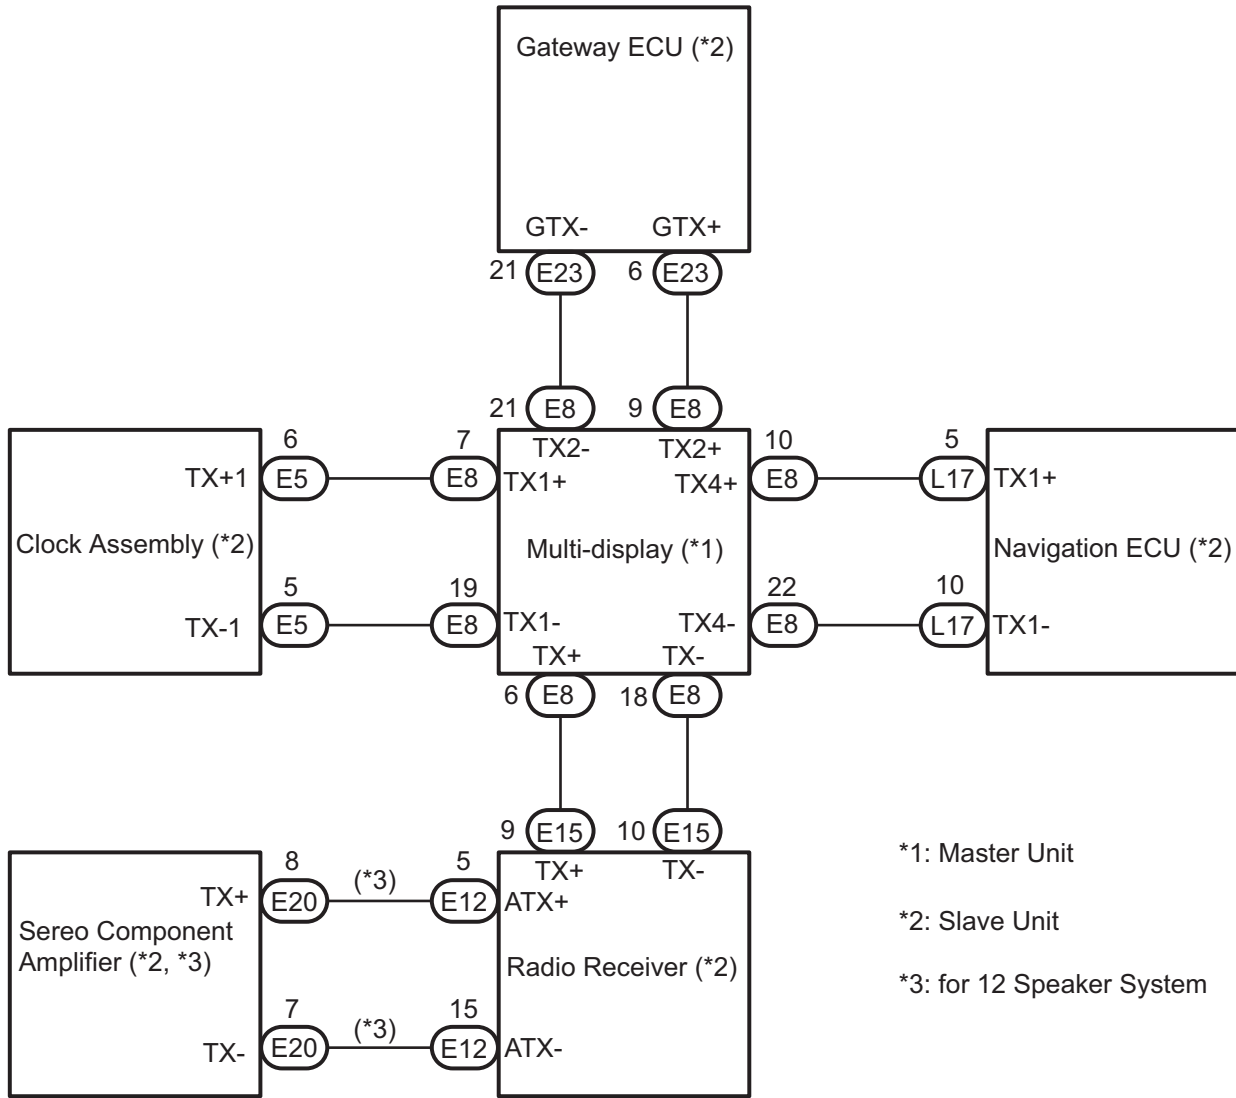 Gateway ECU (*2)
GTX- GTX+
21 E23 6 E23
21 E8 9 E8
TX2- TX2+
6 7 10 5
TX+1 E5 E8 TX1+ TX4+ E8 L17 TX1+
Clock Assembly (*2) Multi-display (*1) Navigation ECU (*2)
5 19 22 10
TX-1 E5 E8 TX1- TX4- E8 L17 TX1-
TX+ TX-
6 E8 18 E8
9 E15 10 E15
TX+ TX-
8 (*3) 5
TX+ E20 E12 ATX+
Sereo Component
Amplifier (*2, *3)
Radio Receiver (*2)
7 (*3) 15
TX- E20 E12 ATX-
*1: Master Unit
*2: Slave Unit
*3: for 12 Speaker System